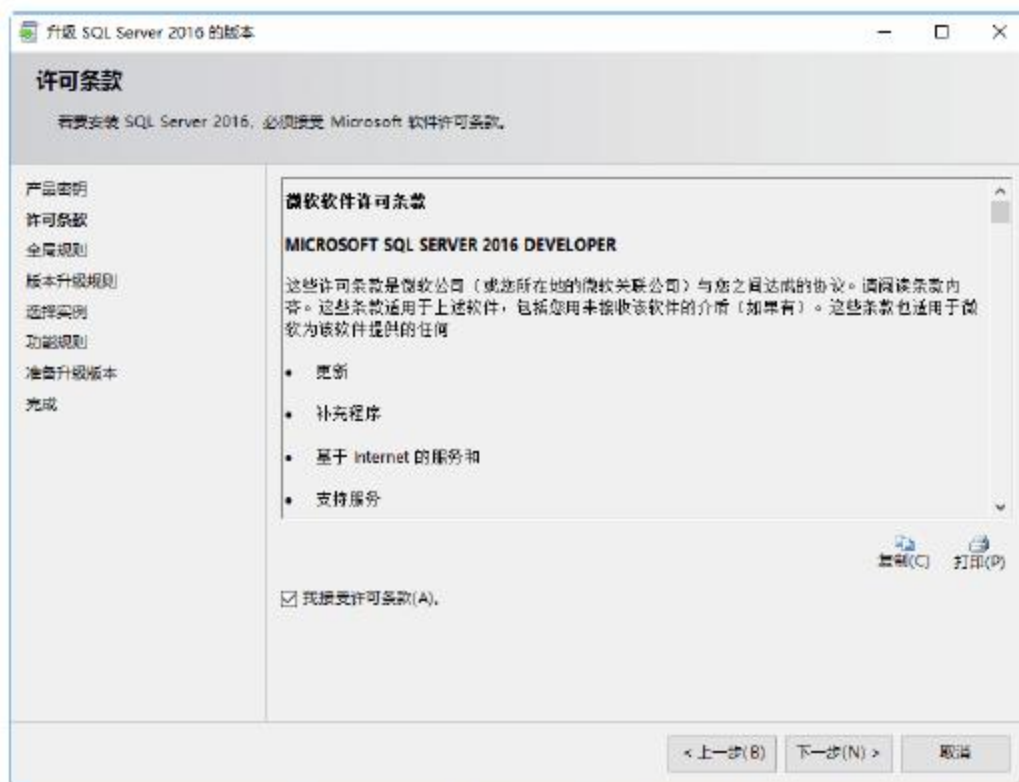 升级 SQL Server 2016 的版本
许可条款
若要安装 SQL Server 2016，必须接受 Microsoft 软件许可条款。
产品密钥
许可条款
全局规则
版本升级规则
选择实例
功能规则
准备升级版本
完成
微软软件许可条款
MICROSOFT SQL SERVER 2016 DEVELOPER
这些许可条款是微软公司（或您所在地的微软关联公司）与您之间达成的协议。请阅读条款内
容。这些条款适用于上述软件，包括您用来接收该软件的介质（如果有）。这些条款也适用于微
软为该软件提供的任何
• 更新
• 补充程序
• 基于 Internet 的服务和
• 支持服务
复制(C) 打印(P)
我接受许可条款(A)。
< 上一步(B) 下一步(N) > 取消